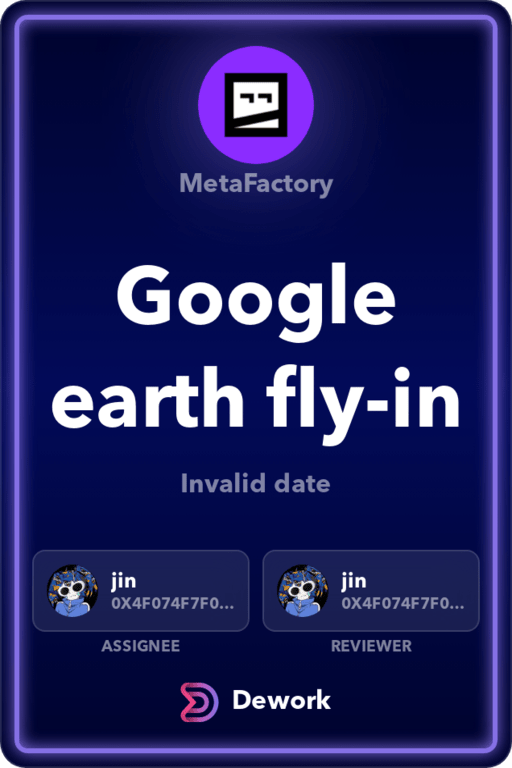 MetaFactory
Google
earth fly-in
Invalid date
jin
0X4F074F7F0...
jin
0X4F074F7F0...
ASSIGNEE
REVIEWER
Dework